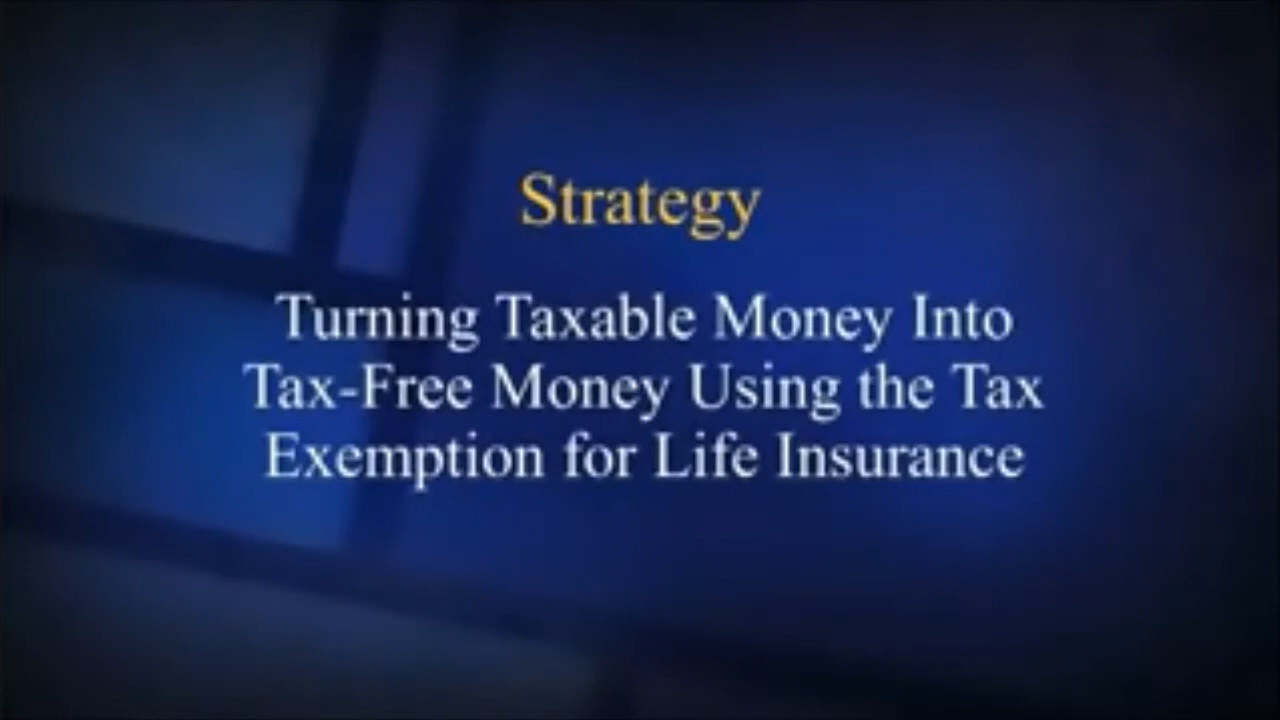 Strategy
Turning Taxable Money Into
Tax-Free Money Using the Tax
Exemption for Life Insurance